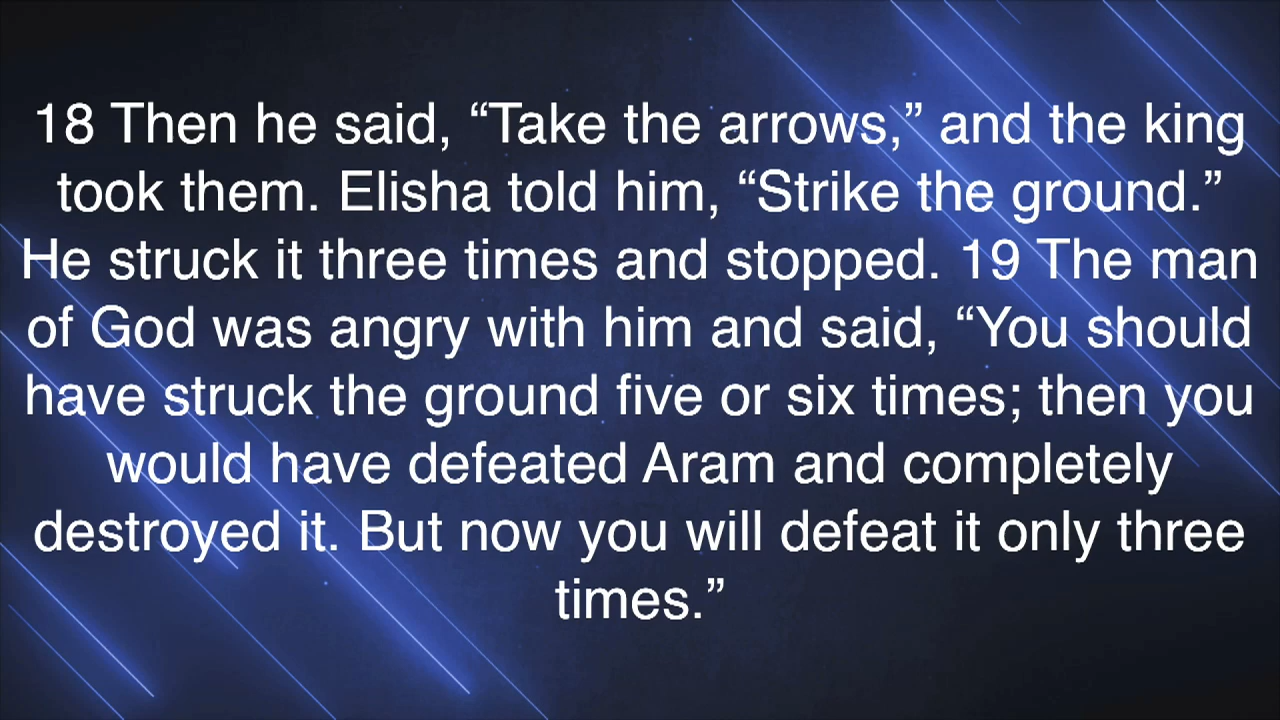 18 Then he said, “Take the arrows,” and the king
took them. Elisha told him, “Strike the ground.”
He struck it three times and stopped. 19 The man
of God was angry with him and said, “You should
have struck the ground five or six times; then you
would have defeated Aram and completely
destroyed it. But now you will defeat it only three
times.”